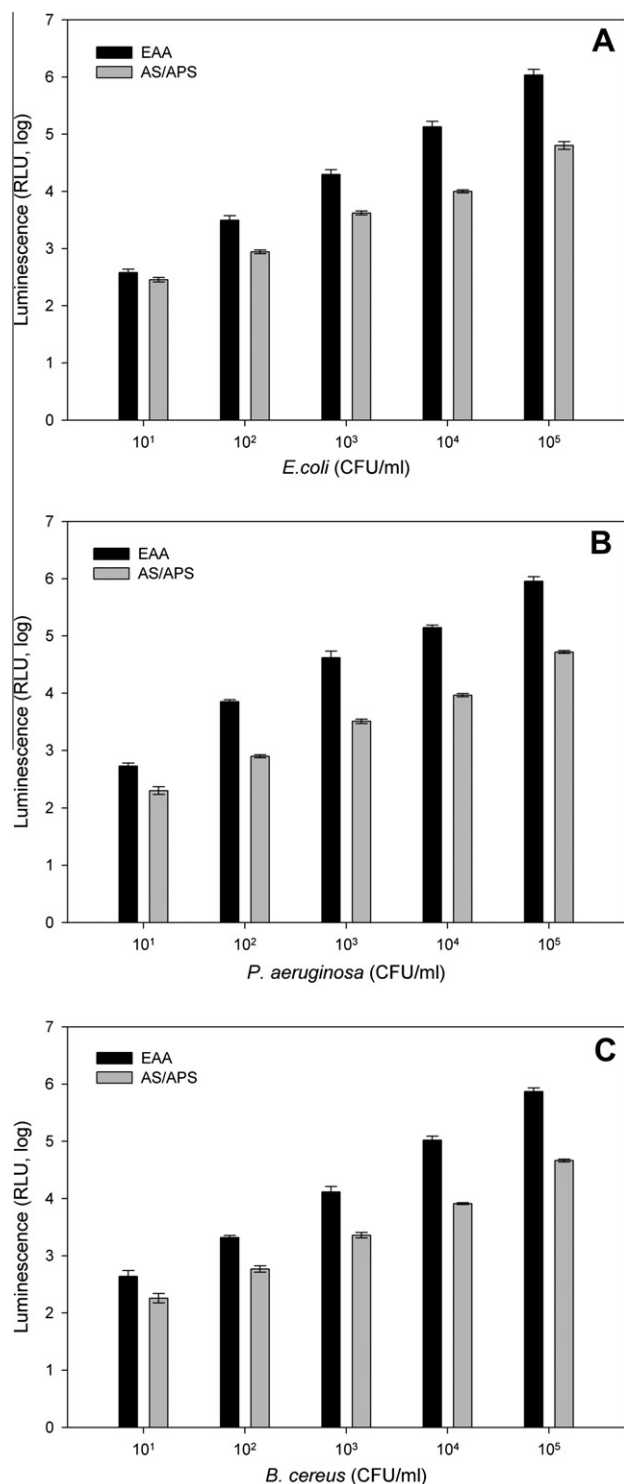 A
EAA
AS/APS
Luminescence (RLU, log)
7
6
5
4
3
2
1
0
10¹ 10² 10³ 10⁴ 10⁵
E.coli (CFU/ml)
B
EAA
AS/APS
Luminescence (RLU, log)
7
6
5
4
3
2
1
0
10¹ 10² 10³ 10⁴ 10⁵
P. aeruginosa (CFU/ml)
C
EAA
AS/APS
Luminescence (RLU, log)
7
6
5
4
3
2
1
0
10¹ 10² 10³ 10⁴ 10⁵
B. cereus (CFU/ml)